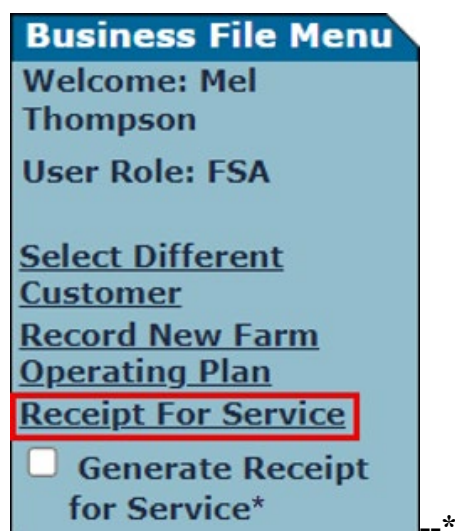 Business File Menu
Welcome: Mel
Thompson
User Role: FSA
Select Different
Customer
Record New Farm
Operating Plan
Receipt For Service
Generate Receipt
for Service*
--*